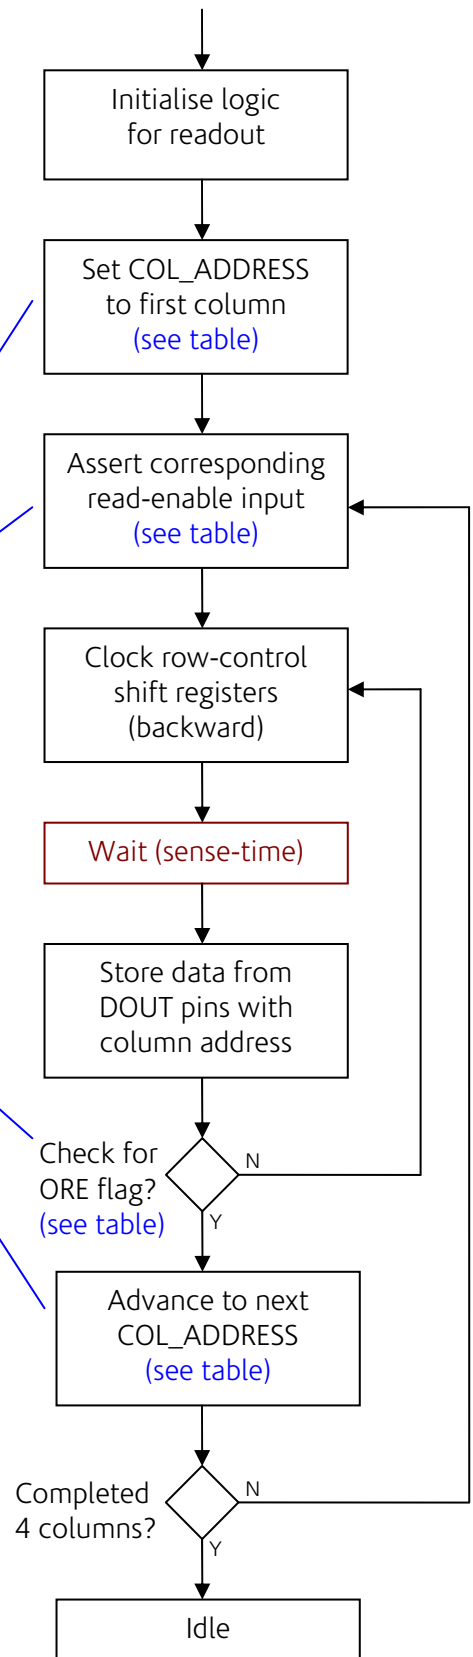 Initialise logic
for readout
Set COL_ADDRESS
to first column
(see table)
Assert corresponding
read-enable input
(see table)
Clock row-control
shift registers
(backward)
Wait (sense-time)
Store data from
DOUT pins with
column address
Check for
ORE flag?
(see table)
N
Y
Advance to next
COL_ADDRESS
(see table)
Completed
4 columns?
N
Y
Idle